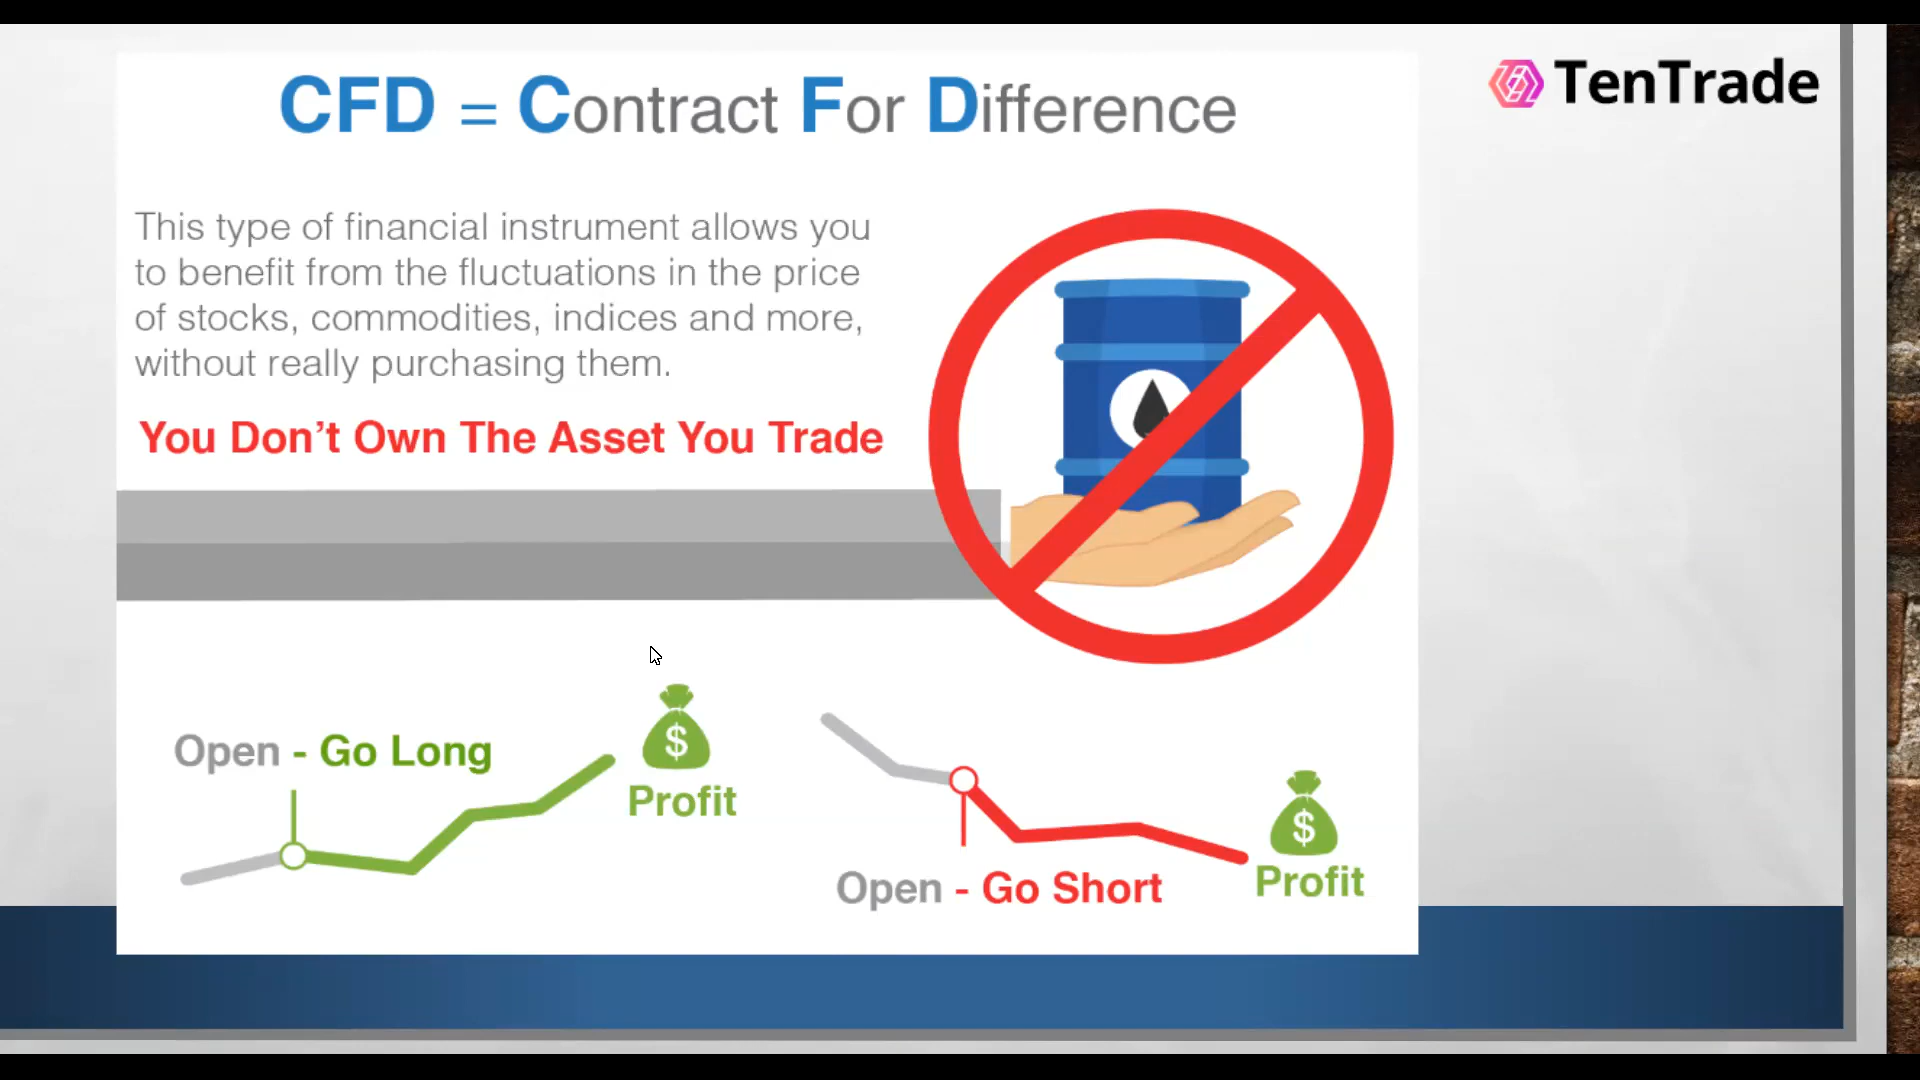 CFD = Contract For Difference
TenTrade
This type of financial instrument allows you
to benefit from the fluctuations in the price
of stocks, commodities, indices and more,
without really purchasing them.
You Don't Own The Asset You Trade
Open - Go Long
$
Profit
Open - Go Short
$
Profit